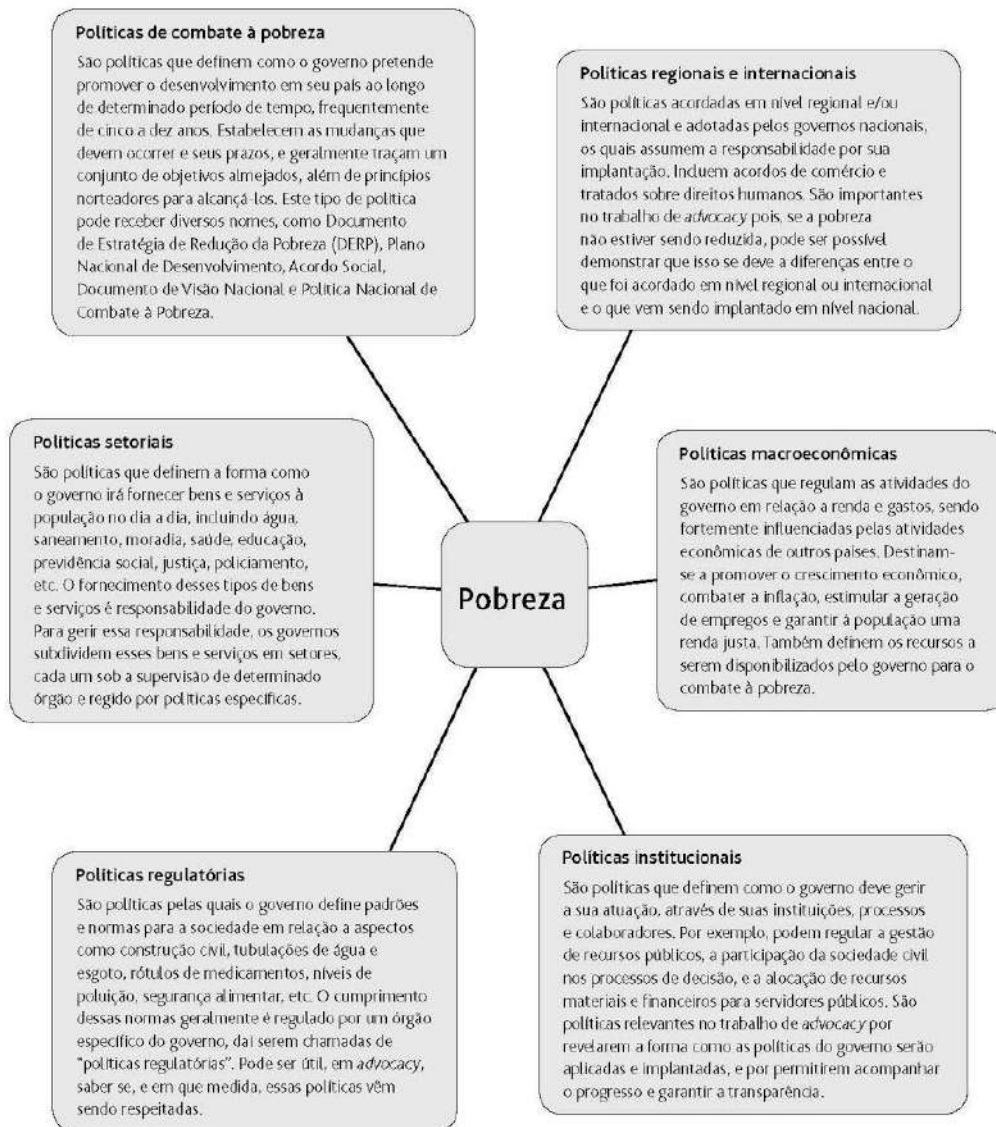 Políticas de combate à pobreza
São políticas que definem como o governo pretende
promover o desenvolvimento em seu país ao longo
de determinado período de tempo, frequentemente
de cinco a dez anos. Estabelecem as mudanças que
devem ocorrer e seus prazos, e geralmente traçam um
conjunto de objetivos almejados, além de princípios
norteadores para alcançá-los. Este tipo de política
pode receber diversos nomes, como Documento
de Estratégia de Redução da Pobreza (DERP), Plano
Nacional de Desenvolvimento, Acordo Social,
Documento de Visão Nacional e Política Nacional de
Combate à Pobreza.
Políticas regionais e internacionais
São políticas acordadas em nível regional e/ou
internacional e adotadas pelos governos nacionais,
os quais assumem a responsabilidade por sua
implantação. Incluem acordos de comércio e
tratados sobre direitos humanos. São importantes
no trabalho de advocacy pois, se a pobreza
não estiver sendo reduzida, pode ser possível
demonstrar que isso se deve a diferenças entre o
que foi acordado em nível regional ou internacional
e o que vem sendo implantado em nível nacional.
Políticas setoriais
São políticas que definem a forma como
o governo irá fornecer bens e serviços à
população no dia a dia, incluindo água,
saneamento, moradia, saúde, educação,
previdência social, justiça, policiamento,
etc. O fornecimento desses tipos de bens
e serviços é responsabilidade do governo.
Para gerir essa responsabilidade, os governos
subdividem esses bens e serviços em setores,
cada um sob a supervisão de determinado
órgão e regido por políticas específicas.
Pobreza
Políticas macroeconômicas
São políticas que regulam as atividades do
governo em relação a renda e gastos, sendo
fortemente influenciadas pelas atividades
econômicas de outros países. Destinam-
se a promover o crescimento econômico,
combater a inflação, estimular a geração
de empregos e garantir à população uma
renda justa. Também definem os recursos a
serem disponibilizados pelo governo para o
combate à pobreza.
Políticas regulatórias
São políticas pelas quais o governo define padrões
e normas para a sociedade em relação a aspectos
como construção civil, tubulações de água e
esgoto, rótulos de medicamentos, níveis de
poluição, segurança alimentar, etc. O cumprimento
dessas normas geralmente é regulado por um órgão
específico do governo, daí serem chamadas de
"políticas regulatórias". Pode ser útil, em advocacy,
saber se, e em que medida, essas políticas vêm
sendo respeitadas.
Políticas institucionais
São políticas que definem como o governo deve gerir
a sua atuação, através de suas instituições, processos
e colaboradores. Por exemplo, podem regular a gestão
de recursos públicos, a participação da sociedade civil
nos processos de decisão, e a alocação de recursos
materiais e financeiros para servidores públicos. São
políticas relevantes no trabalho de advocacy por
revelarem a forma como as políticas do governo serão
aplicadas e implantadas, e por permitirem acompanhar
o progresso e garantir a transparência.